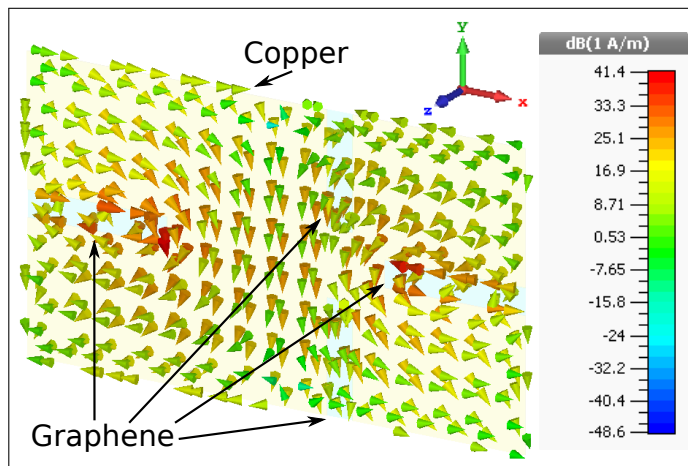 Copper
y
z
x
Graphene
dB(1 A/m)
41.4
33.3
25.1
16.9
8.71
0.53
-7.65
-15.8
-24
-32.2
-40.4
-48.6